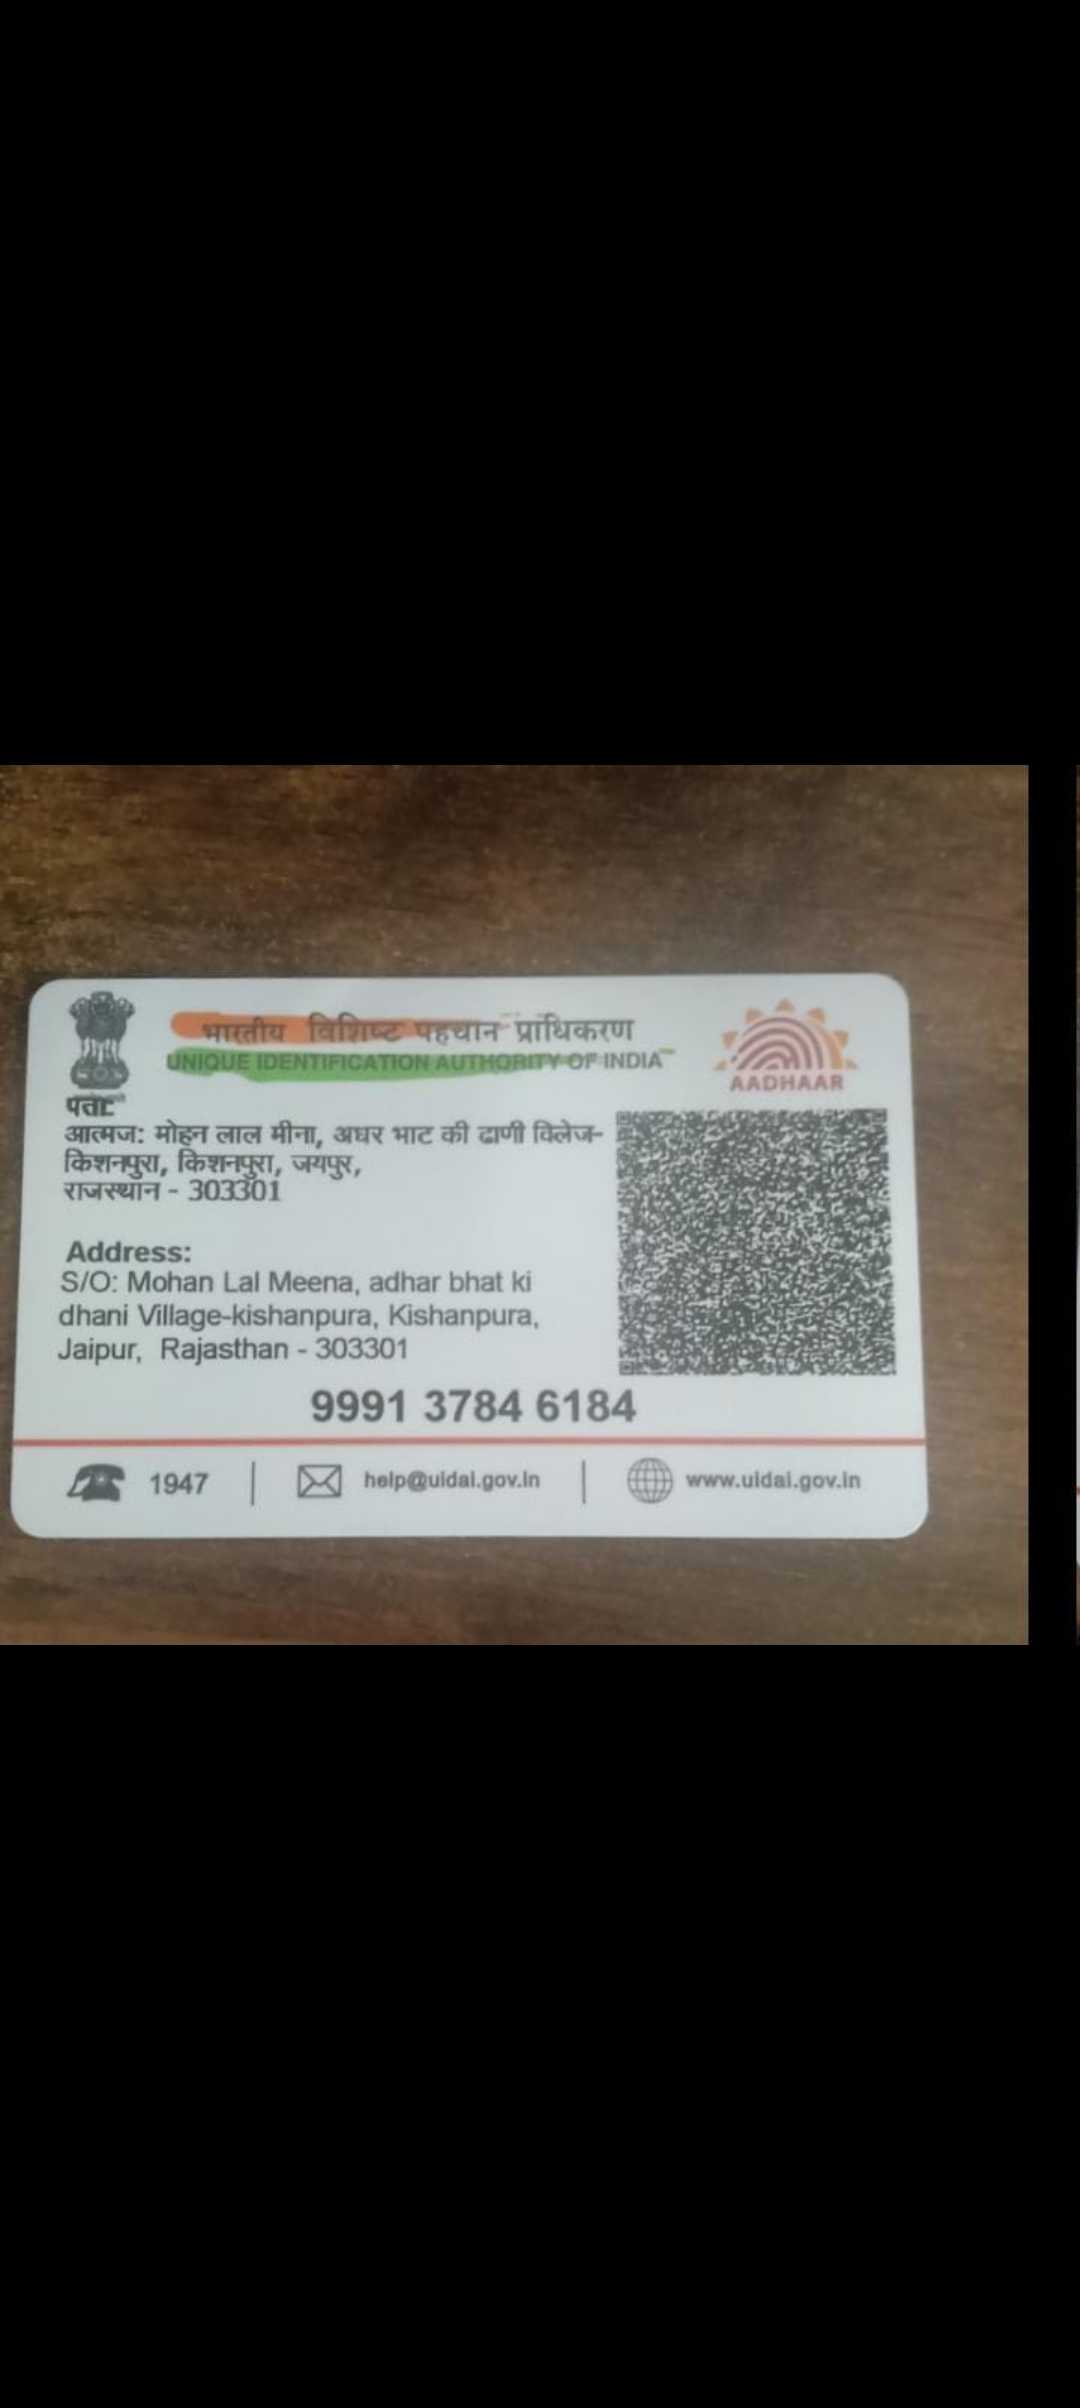 भारतीय विशिष्ट पहचान प्राधिकरण
UNIQUE IDENTIFICATION AUTHORITY OF INDIA
AADHAAR
पता:
आत्मज: मोहन लाल मीना, अधर भाट की ढाणी विलेज-
किशनपुरा, किशनपुरा, जयपुर,
राजस्थान - 303301
Address:
S/O: Mohan Lal Meena, adhar bhat ki
dhani Village-kishanpura, Kishanpura,
Jaipur, Rajasthan - 303301
9991 3784 6184
1947
help@uidai.gov.in
www.uidai.gov.in